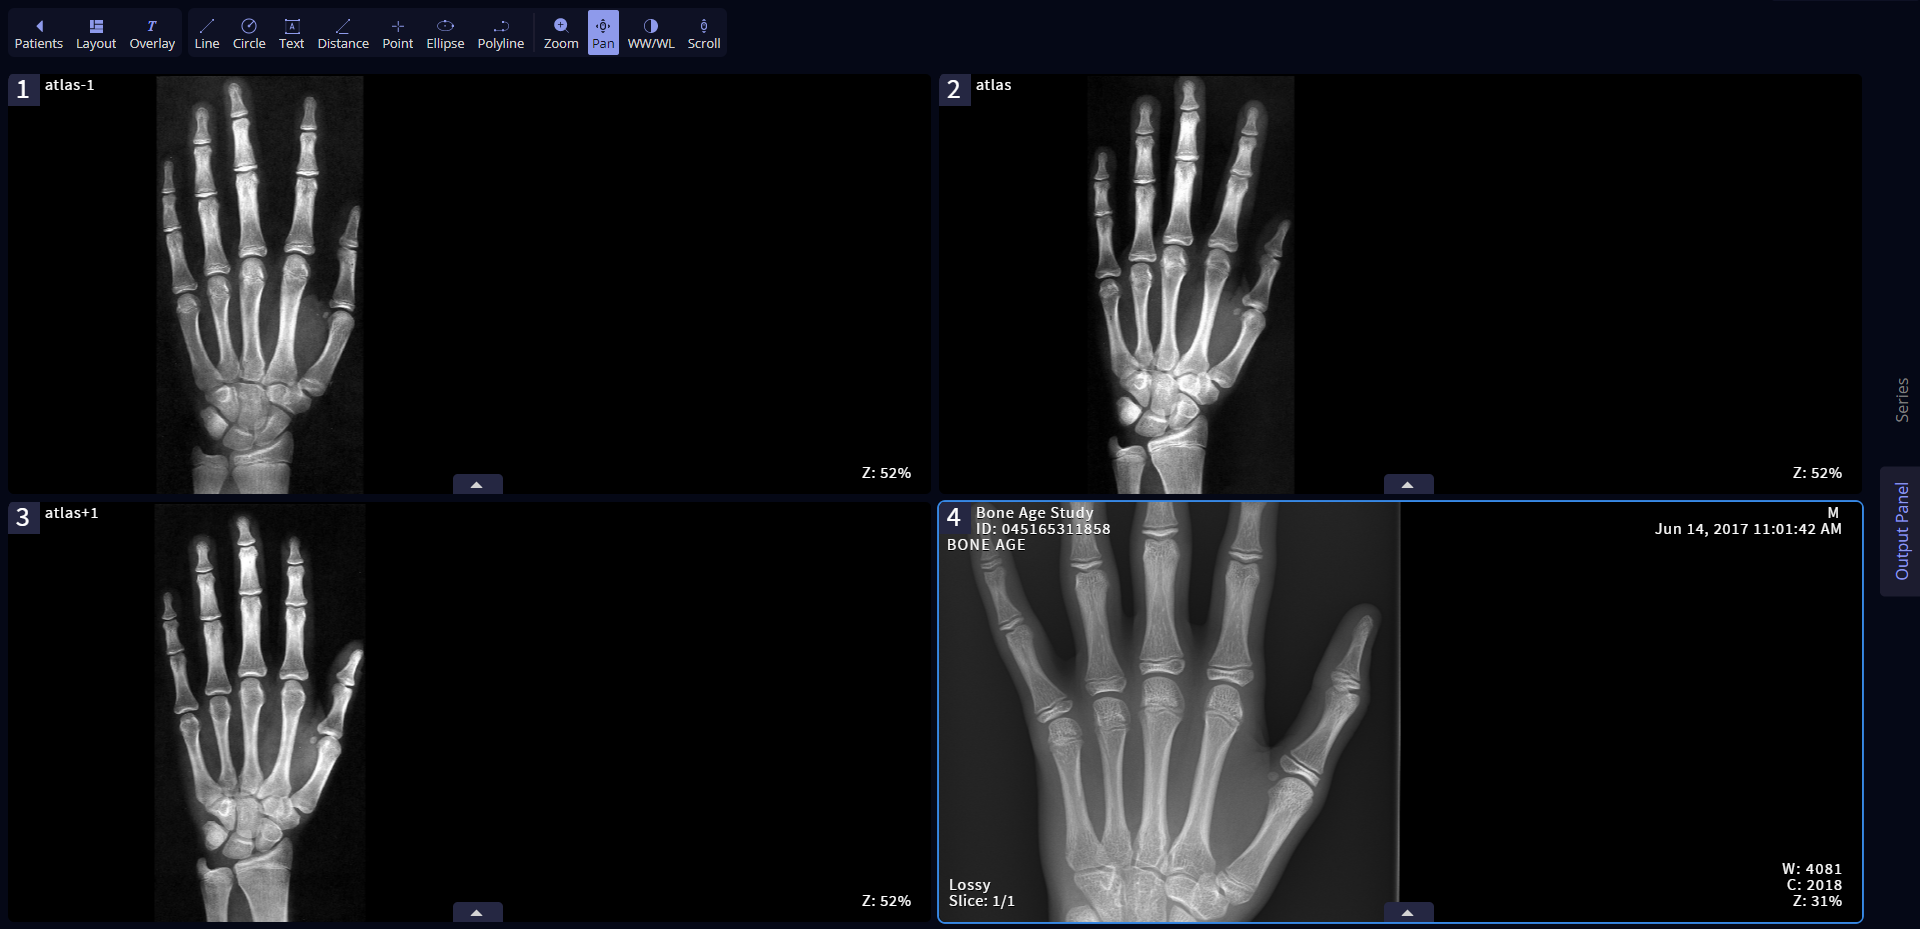 Patients Layout Overlay Line Circle Text Distance Point Ellipse Polyline Zoom Pan WW/WL Scroll
1 atlas-1
Z: 52%
2 atlas
Z: 52%
3 atlas+1
Z: 52%
4 Bone Age Study
ID: 045165311858
BONE AGE
M
Jun 14, 2017 11:01:42 AM
Lossy
Slice: 1/1
W: 4081
C: 2018
Z: 31%
Series
Output Panel